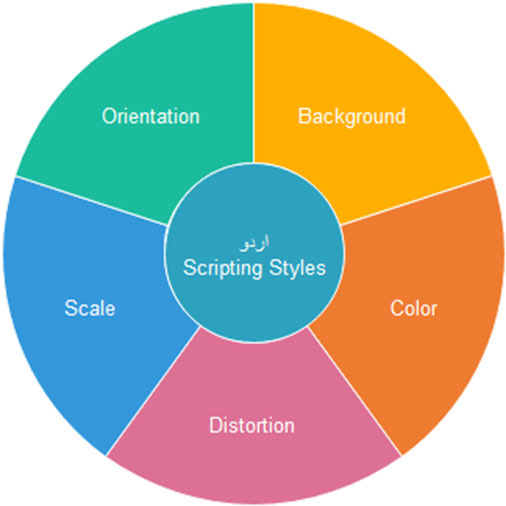 Orientation
Background
اردو
Scripting Styles
Scale
Color
Distortion